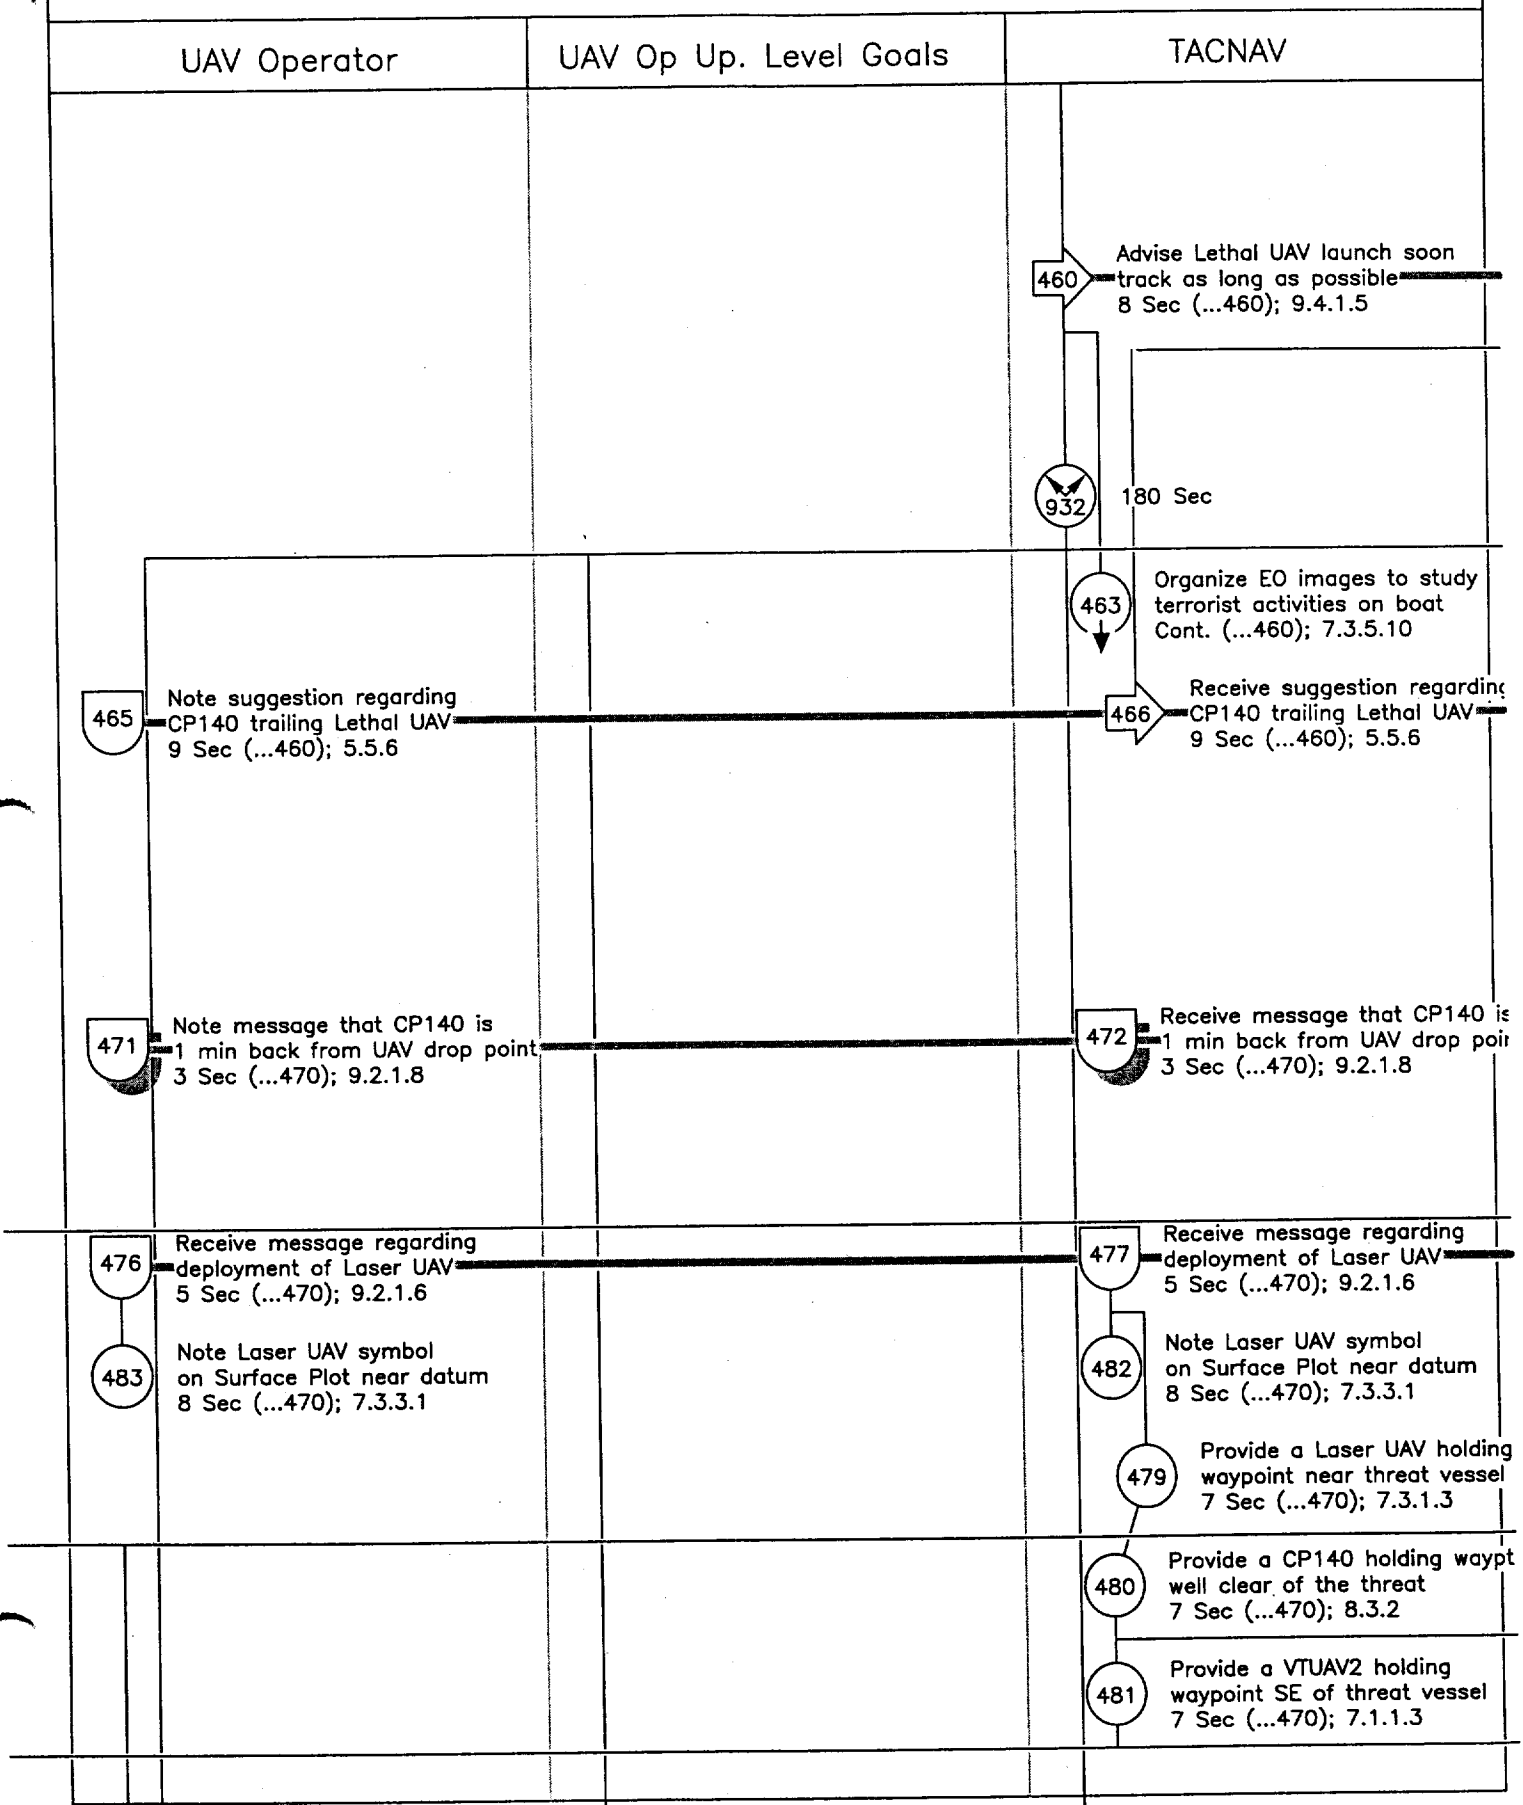 UAV Operator
UAV Op Up. Level Goals
TACNAV
460
Advise Lethal UAV launch soon
track as long as possible
8 Sec (...460); 9.4.1.5
932
180 Sec
463
Organize EO images to study
terrorist activities on boat
Cont. (...460); 7.3.5.10
465
Note suggestion regarding
CP140 trailing Lethal UAV
9 Sec (...460); 5.5.6
466
Receive suggestion regarding
CP140 trailing Lethal UAV
9 Sec (...460); 5.5.6
471
Note message that CP140 is
1 min back from UAV drop point
3 Sec (...470); 9.2.1.8
472
Receive message that CP140 is
1 min back from UAV drop poin
3 Sec (...470); 9.2.1.8
476
Receive message regarding
deployment of Laser UAV
5 Sec (...470); 9.2.1.6
477
Receive message regarding
deployment of Laser UAV
5 Sec (...470); 9.2.1.6
483
Note Laser UAV symbol
on Surface Plot near datum
8 Sec (...470); 7.3.3.1
482
Note Laser UAV symbol
on Surface Plot near datum
8 Sec (...470); 7.3.3.1
479
Provide a Laser UAV holding
waypoint near threat vessel
7 Sec (...470); 7.3.1.3
480
Provide a CP140 holding waypt
well clear of the threat
7 Sec (...470); 8.3.2
481
Provide a VTUAV2 holding
waypoint SE of threat vessel
7 Sec (...470); 7.1.1.3